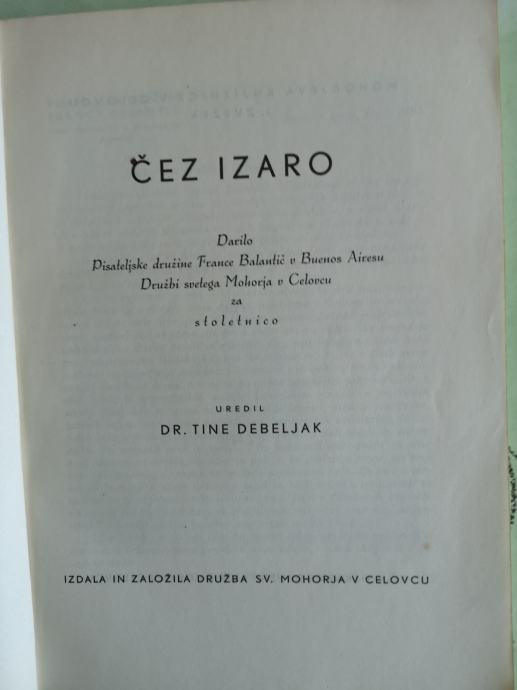 ČEZ IZARO
Darilo
Pisateljske družine France Balantič v Buenos Airesu
Družbi svetega Mohorja v Celovcu
za
stoletnico
UREDIL
DR. TINE DEBELJAK
IZDALA IN ZALOŽILA DRUŽBA SV. MOHORJA V CELOVCU